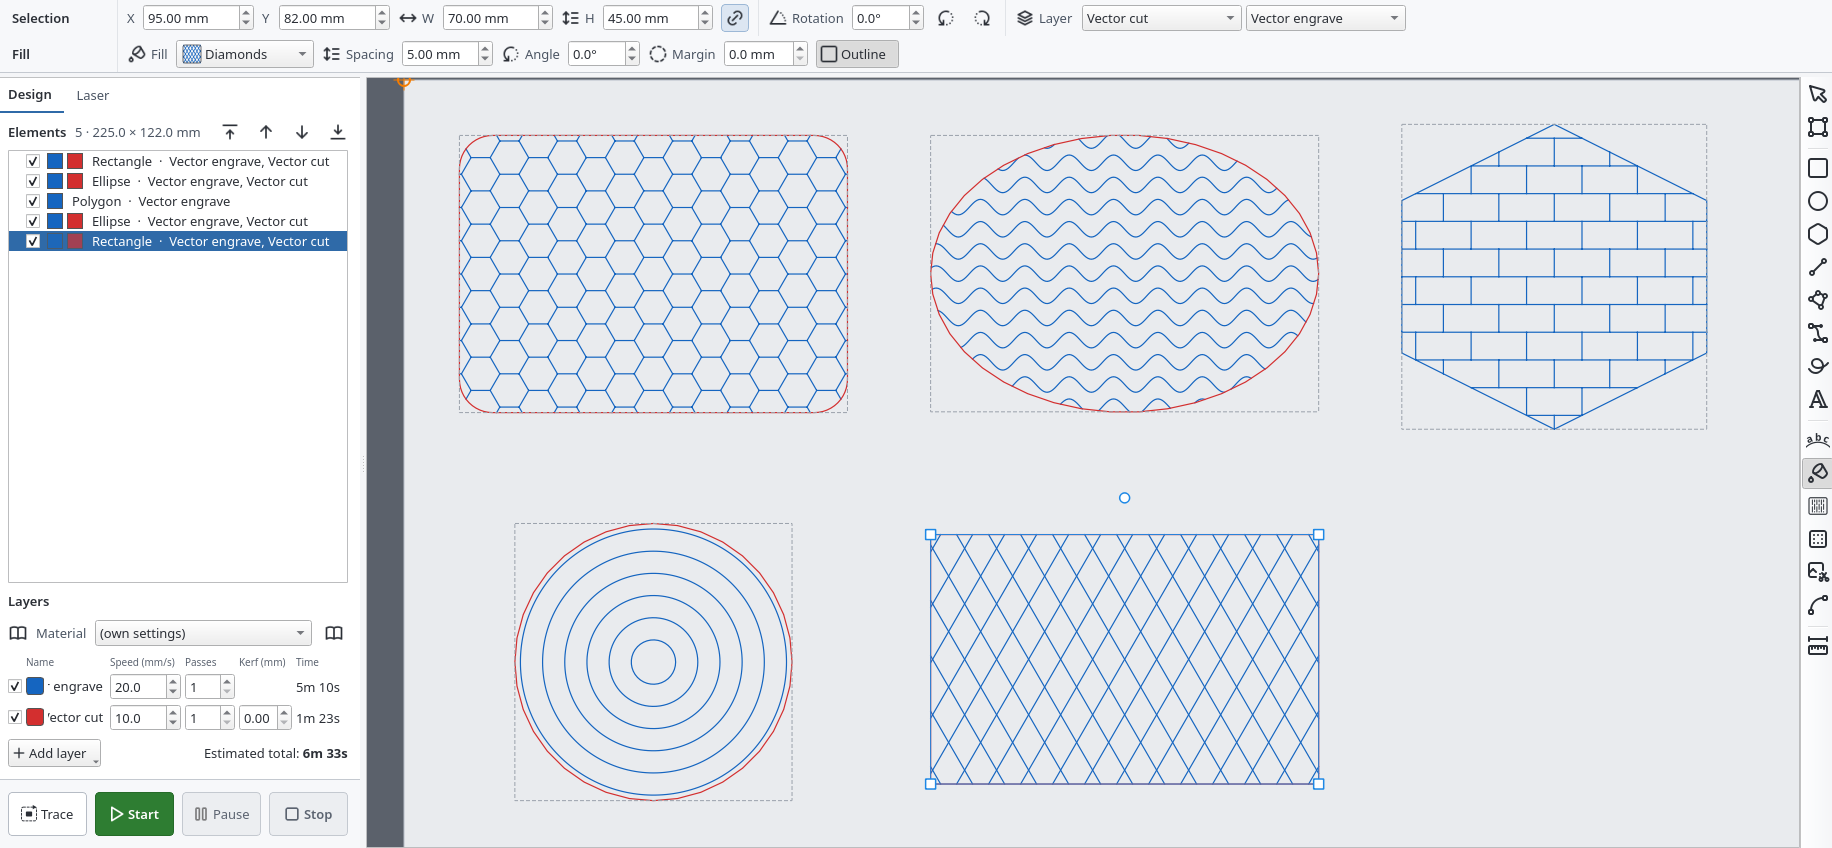 Selection X 95.00 mm Y 82.00 mm W 70.00 mm H 45.00 mm Rotation 0.0° Layer Vector cut Vector engrave
Fill Fill Diamonds Spacing 5.00 mm Angle 0.0° Margin 0.0 mm Outline
Design Laser
Elements 5 · 225.0 × 122.0 mm
Rectangle · Vector engrave, Vector cut
Ellipse · Vector engrave, Vector cut
Polygon · Vector engrave
Ellipse · Vector engrave, Vector cut
Rectangle · Vector engrave, Vector cut
Layers
Material (own settings)
Name Speed (mm/s) Passes Kerf (mm) Time
engrave 20.0 1 5m 10s
ector cut 10.0 1 0.00 1m 23s
Add layer Estimated total: 6m 33s
Trace Start Pause Stop
A
abc